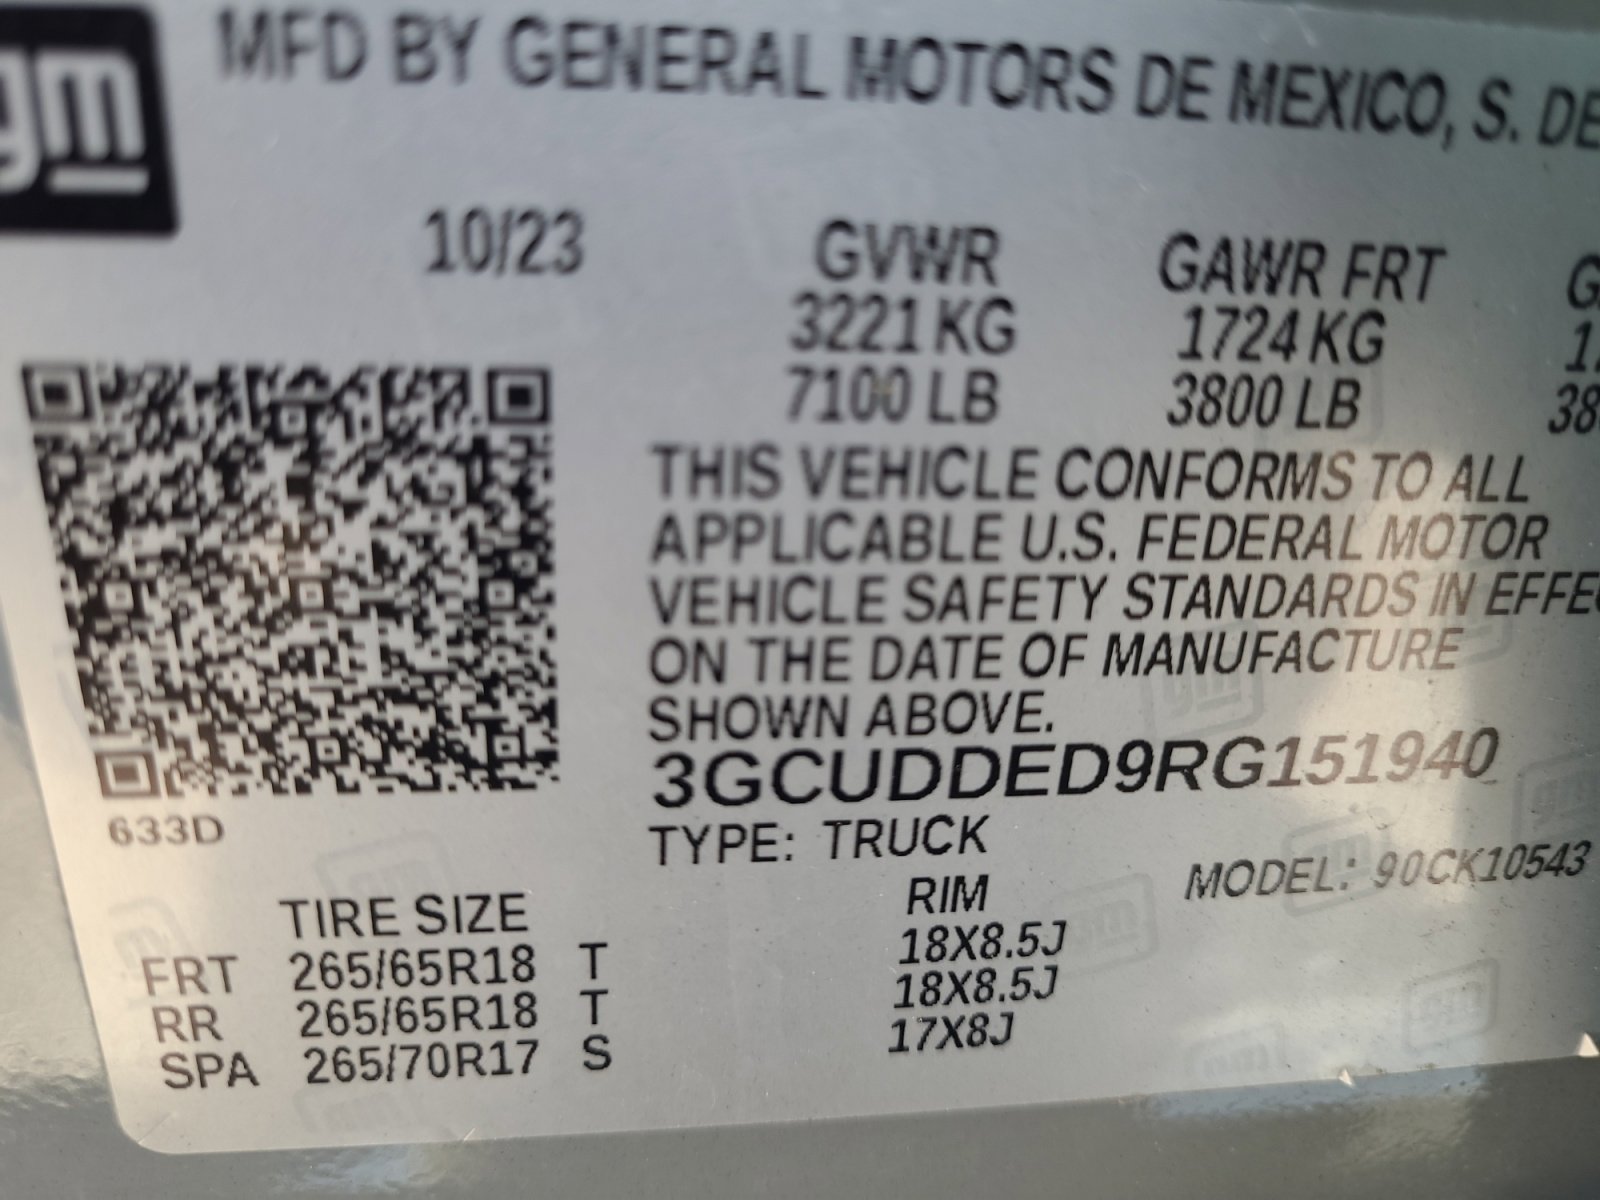 gm
MFD BY GENERAL MOTORS DE MEXICO, S. DE
10/23
GVWR GAWR FRT
3221 KG 1724 KG
7100 LB 3800 LB
THIS VEHICLE CONFORMS TO ALL
APPLICABLE U.S. FEDERAL MOTOR
VEHICLE SAFETY STANDARDS IN
ON THE DATE OF MANUFACTURE
SHOWN ABOVE.
3GCUDDED9RG151940
633D
TYPE: TRUCK
MODEL: 90CK10543
TIRE SIZE RIM
FRT 265/65R18 T 18X8.5J
RR 265/65R18 T 18X8.5J
SPA 265/70R17 S 17X8J